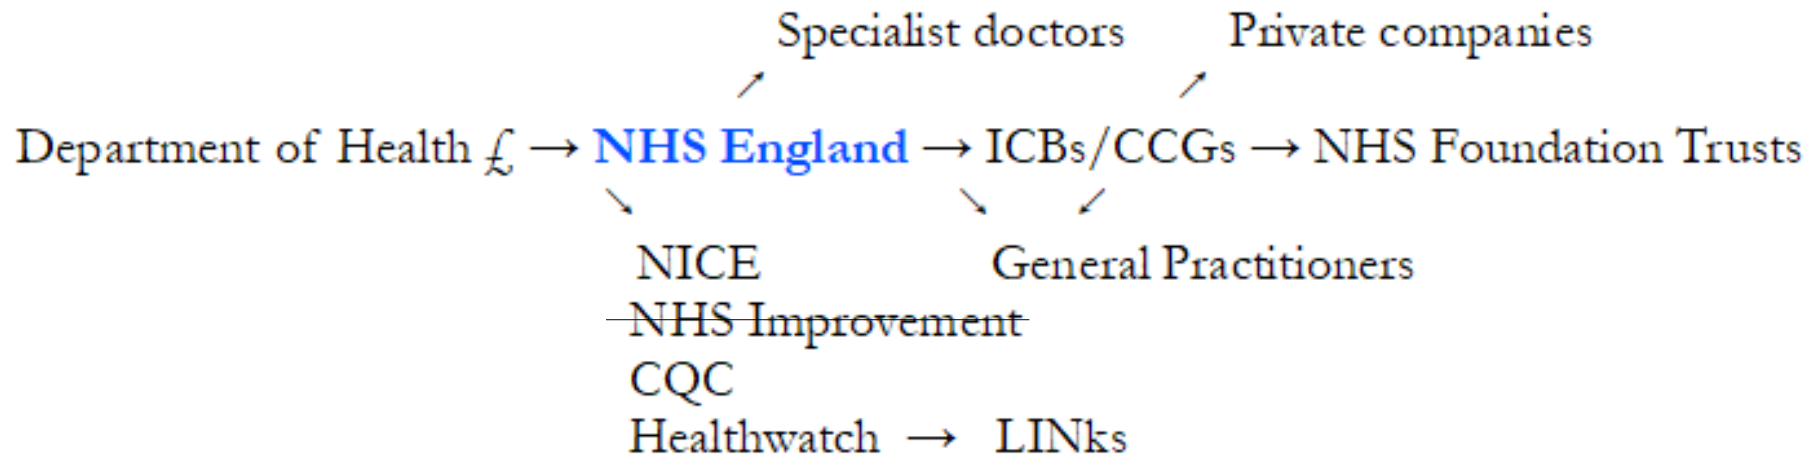 Specialist doctors Private companies
↗ ↗
Department of Health £ → NHS England → ICBs/CCGs → NHS Foundation Trusts
↘ ↘ ↙
NICE General Practitioners
NHS Improvement
CQC
Healthwatch → LINks